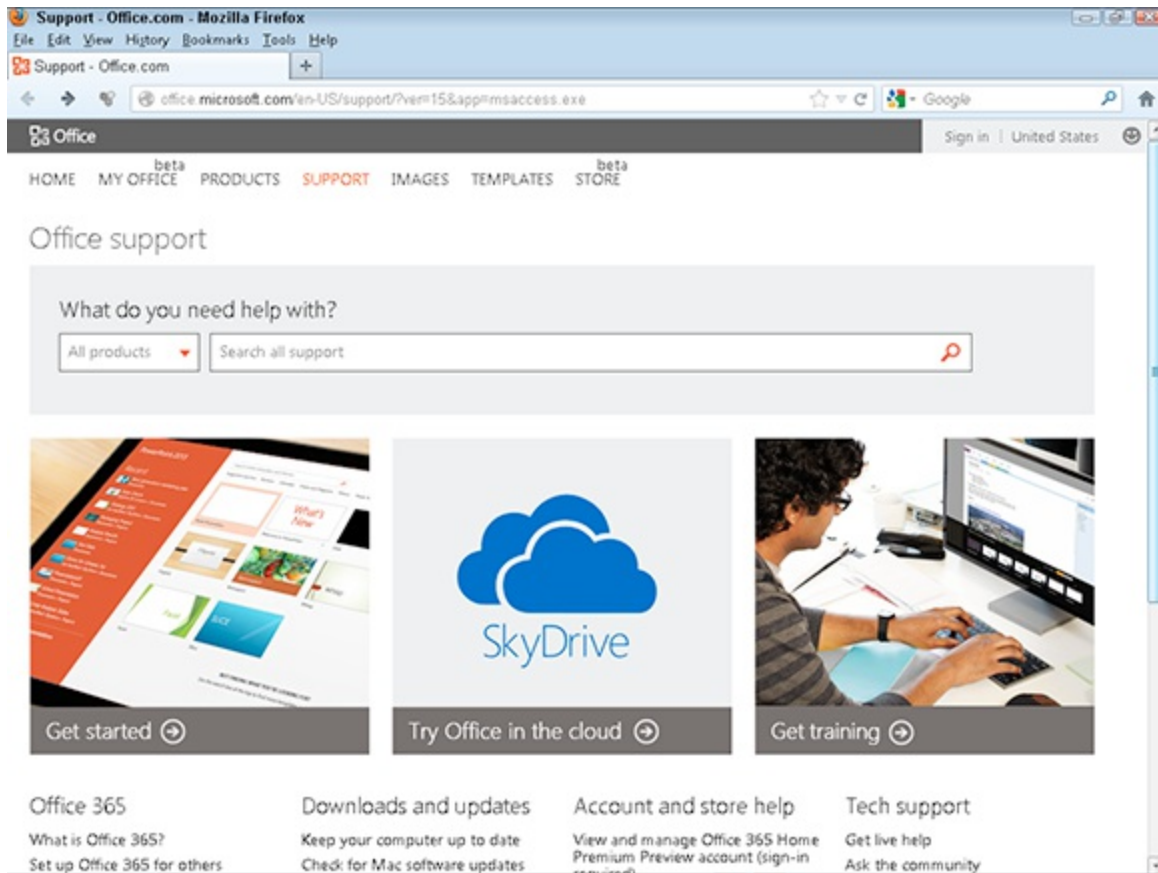 Support - Office.com - Mozilla Firefox
File Edit View History Bookmarks Tools Help
Support - Office.com +
office.microsoft.com/en-US/support/?ver=15&app=msaccess.exe Google
Office Sign in | United States
HOME MY OFFICE beta PRODUCTS SUPPORT IMAGES TEMPLATES STORE beta
Office support
What do you need help with?
All products Search all support
PowerPoint 2013
Recent
What's
New
SkyDrive
Get started Try Office in the cloud Get training
Office 365 Downloads and updates Account and store help Tech support
What is Office 365? Keep your computer up to date View and manage Office 365 Home Get live help
Premium Preview account (sign-in
Set up Office 365 for others Check for Mac software updates Ask the community
required)